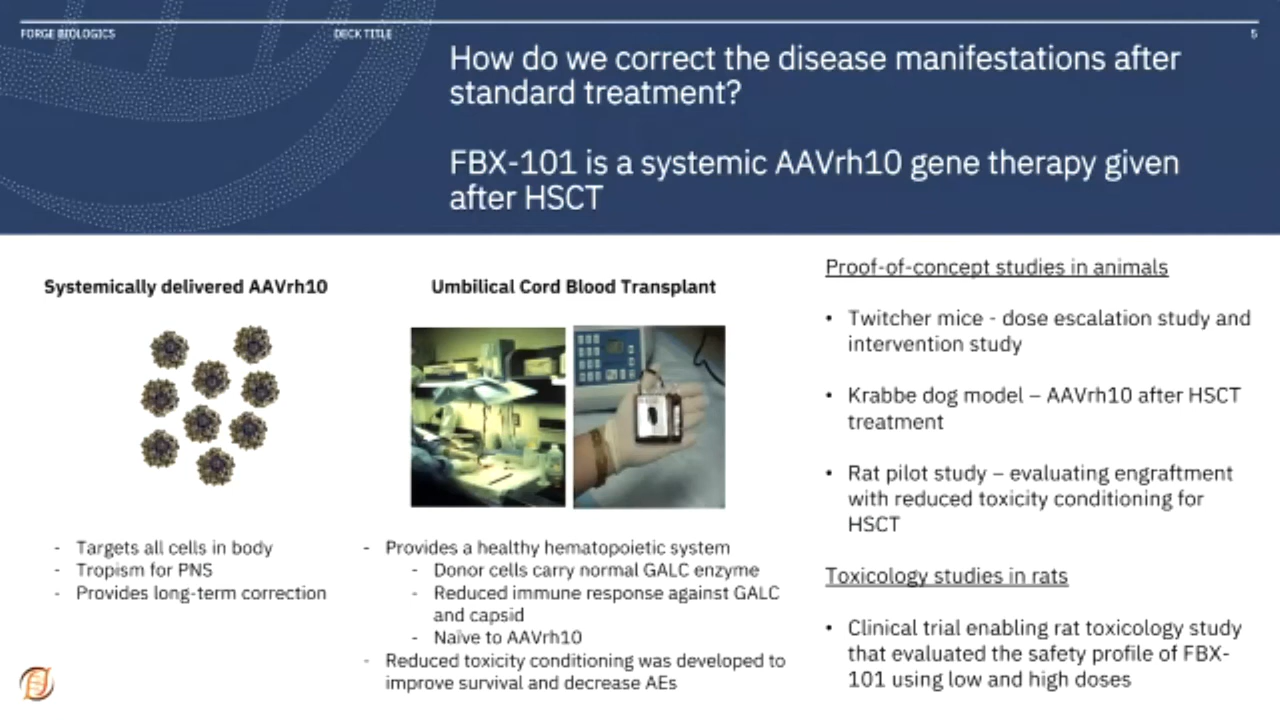 FORGE BIOLOGICS
DECK TITLE
5
How do we correct the disease manifestations after
standard treatment?
FBX-101 is a systemic AAVrh10 gene therapy given
after HSCT
Systemically delivered AAVrh10
- Targets all cells in body
- Tropism for PNS
- Provides long-term correction
Umbilical Cord Blood Transplant
- Provides a healthy hematopoietic system
- Donor cells carry normal GALC enzyme
- Reduced immune response against GALC
and capsid
- Naïve to AAVrh10
- Reduced toxicity conditioning was developed to
improve survival and decrease AEs
Proof-of-concept studies in animals
• Twitcher mice - dose escalation study and
intervention study
• Krabbe dog model – AAVrh10 after HSCT
treatment
• Rat pilot study – evaluating engraftment
with reduced toxicity conditioning for
HSCT
Toxicology studies in rats
• Clinical trial enabling rat toxicology study
that evaluated the safety profile of FBX-
101 using low and high doses